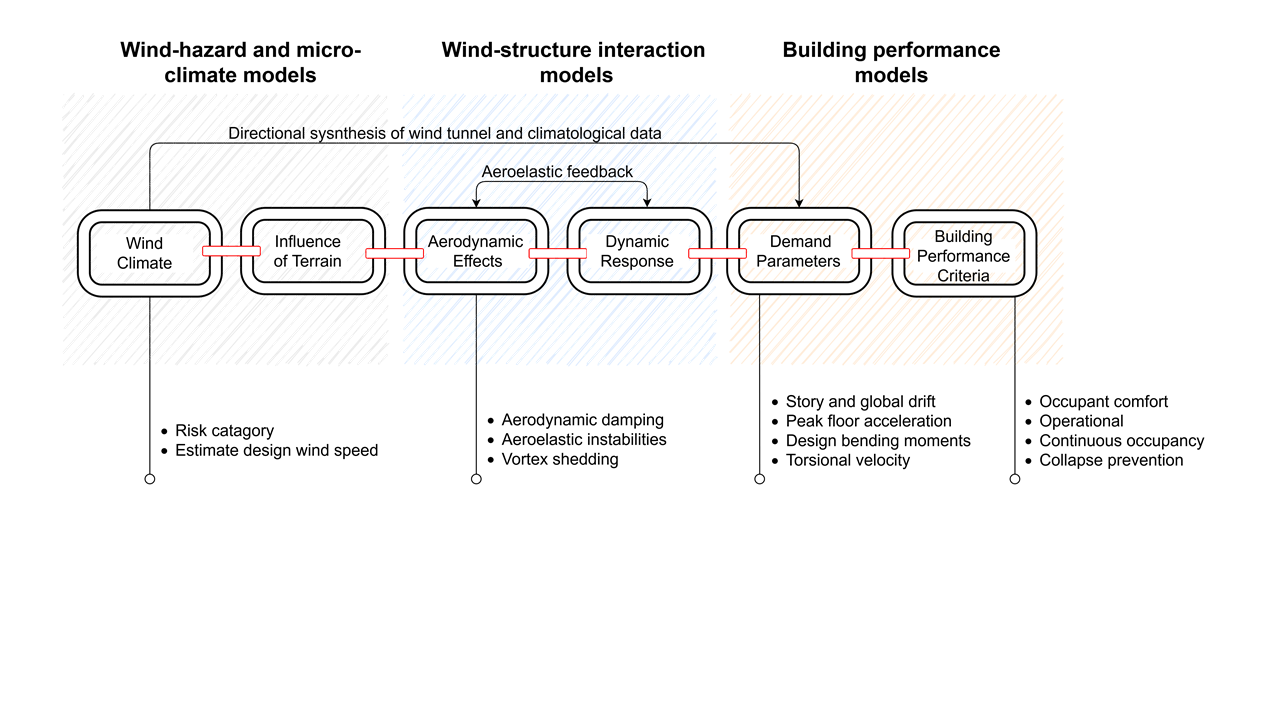 Wind-hazard and micro-
climate models
Wind-structure interaction
models
Building performance
models
Directional sysnthesis of wind tunnel and climatological data
Aeroelastic feedback
Wind
Climate
Influence
of Terrain
Aerodynamic
Effects
Dynamic
Response
Demand
Parameters
Building
Performance
Criteria
• Risk catagory
• Estimate design wind speed
• Aerodynamic damping
• Aeroelastic instabilities
• Vortex shedding
• Story and global drift
• Peak floor acceleration
• Design bending moments
• Torsional velocity
• Occupant comfort
• Operational
• Continuous occupancy
• Collapse prevention